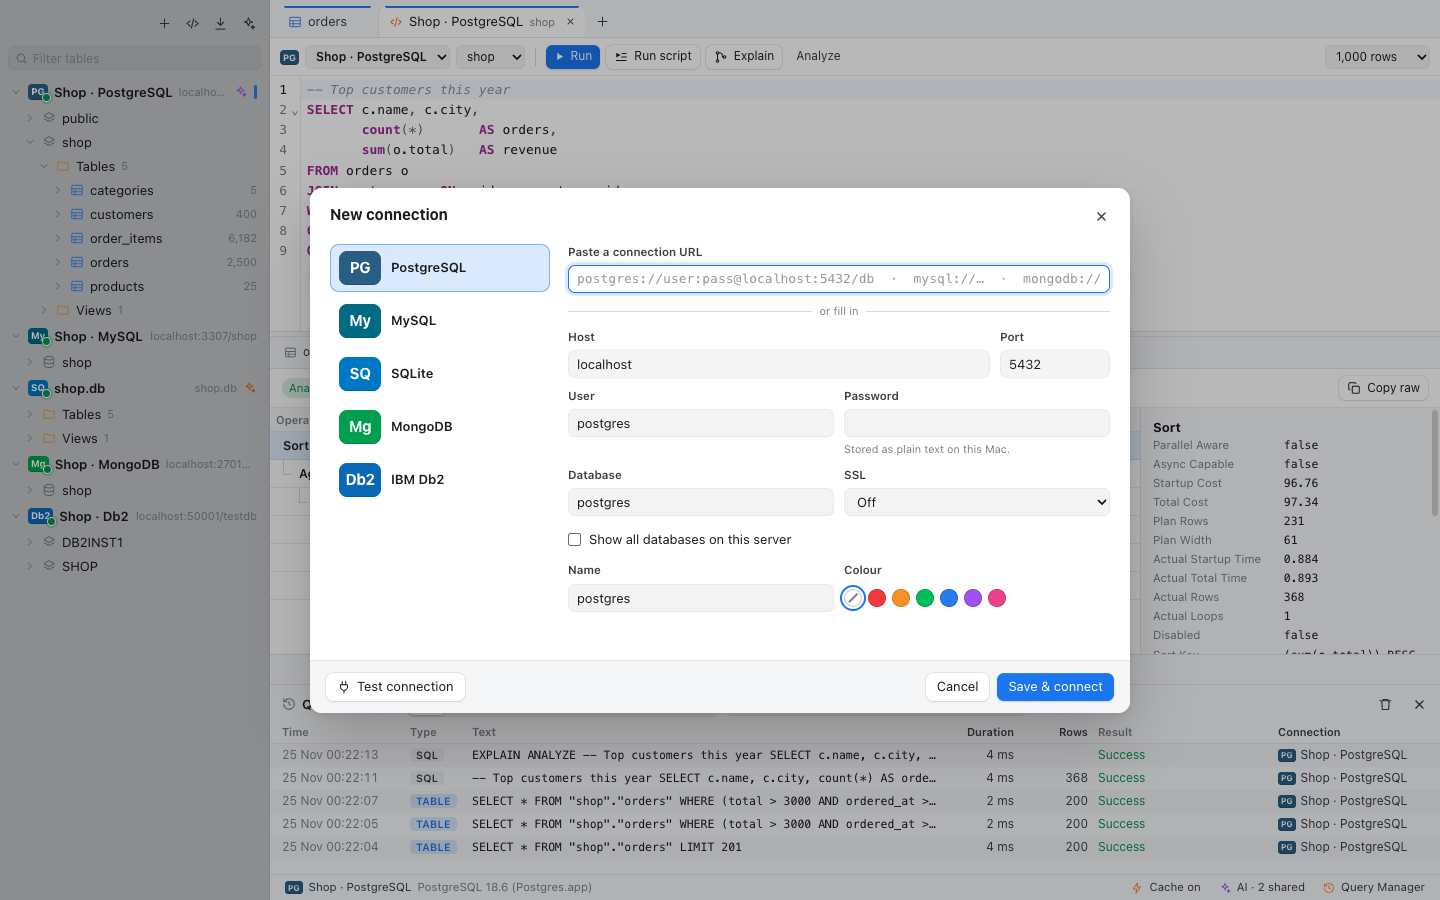 orders
Shop · PostgreSQL shop
Filter tables
PG Shop · PostgreSQL shop Run Run script Explain Analyze 1,000 rows
PG Shop · PostgreSQL localho…
public
shop
Tables 5
categories 5
customers 400
order_items 6,182
orders 2,500
products 25
Views 1
My Shop · MySQL localhost:3307/shop
shop
SQ shop.db shop.db
Tables 5
Views 1
Mg Shop · MongoDB localhost:2701…
shop
Db2 Shop · Db2 localhost:50001/testdb
DB2INST1
SHOP
1 -- Top customers this year
2 SELECT c.name, c.city,
3 count(*) AS orders,
4 sum(o.total) AS revenue
5 FROM orders o
6
7
8
9
New connection
PG PostgreSQL
My MySQL
SQ SQLite
Mg MongoDB
Db2 IBM Db2
Paste a connection URL
postgres://user:pass@localhost:5432/db · mysql://… · mongodb://
or fill in
Host Port
localhost 5432
User Password
postgres
Stored as plain text on this Mac.
Database SSL
postgres Off
Show all databases on this server
Name Colour
postgres
Test connection Cancel Save & connect
Copy raw
Sort
Sort
Parallel Aware false
Async Capable false
Startup Cost 96.76
Total Cost 97.34
Plan Rows 231
Plan Width 61
Actual Startup Time 0.884
Actual Total Time 0.893
Actual Rows 368
Actual Loops 1
Disabled false
Time Type Text Duration Rows Result Connection
25 Nov 00:22:13 SQL EXPLAIN ANALYZE -- Top customers this year SELECT c.name, c.city, … 4 ms Success PG Shop · PostgreSQL
25 Nov 00:22:11 SQL -- Top customers this year SELECT c.name, c.city, count(*) AS orde… 4 ms 368 Success PG Shop · PostgreSQL
25 Nov 00:22:07 TABLE SELECT * FROM "shop"."orders" WHERE (total > 3000 AND ordered_at >… 2 ms 200 Success PG Shop · PostgreSQL
25 Nov 00:22:05 TABLE SELECT * FROM "shop"."orders" WHERE (total > 3000 AND ordered_at >… 2 ms 200 Success PG Shop · PostgreSQL
25 Nov 00:22:04 TABLE SELECT * FROM "shop"."orders" LIMIT 201 4 ms 200 Success PG Shop · PostgreSQL
PG Shop · PostgreSQL PostgreSQL 18.6 (Postgres.app) Cache on AI · 2 shared Query Manager